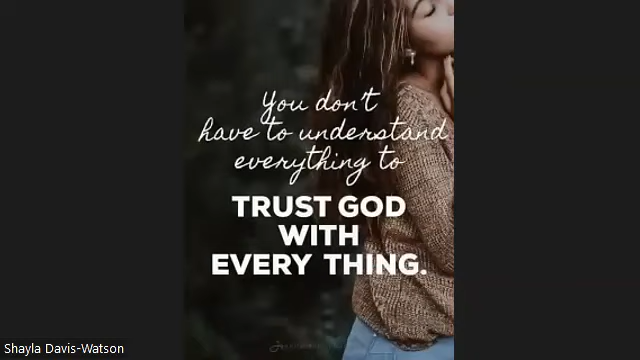 You don't
have to understand
everything to
TRUST GOD
WITH
EVERY THING.
Shayla Davis-Watson